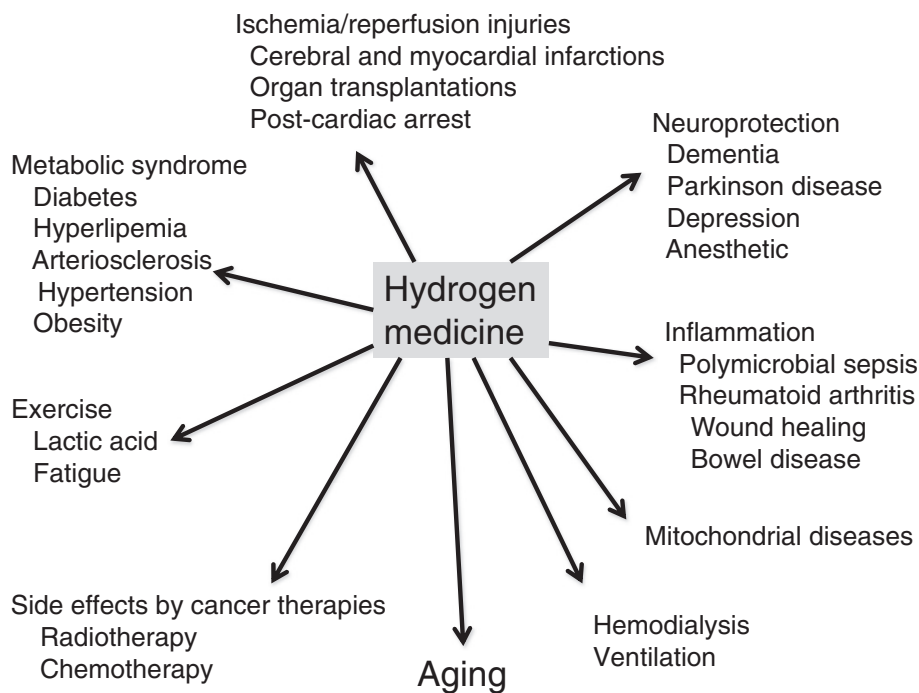 Ischemia/reperfusion injuries
Cerebral and myocardial infarctions
Organ transplantations
Post-cardiac arrest
Neuroprotection
Dementia
Parkinson disease
Depression
Anesthetic
Metabolic syndrome
Diabetes
Hyperlipemia
Arteriosclerosis
Hypertension
Obesity
Hydrogen
medicine
Inflammation
Polymicrobial sepsis
Rheumatoid arthritis
Wound healing
Bowel disease
Exercise
Lactic acid
Fatigue
Mitochondrial diseases
Side effects by cancer therapies
Radiotherapy
Chemotherapy
Aging
Hemodialysis
Ventilation